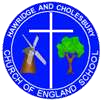 HAWRIDGE AND CHOLESBURY
CHURCH OF ENGLAND SCHOOL